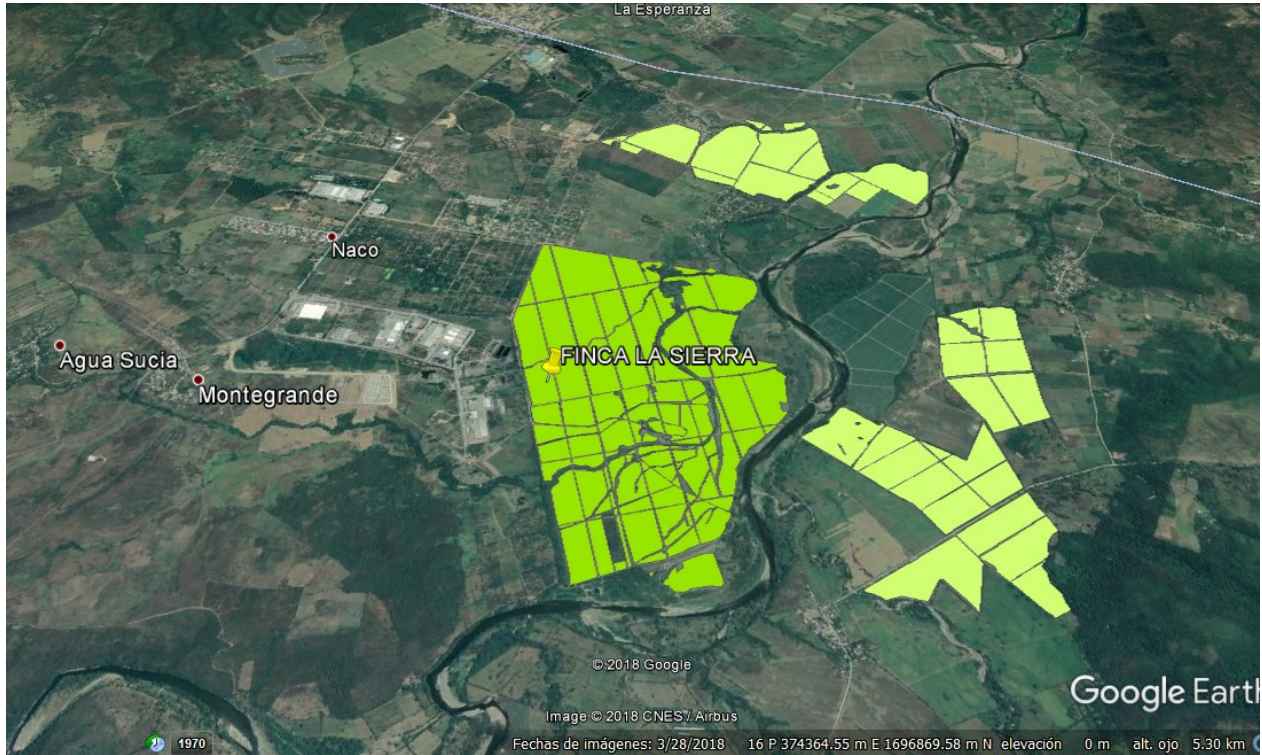 La Esperanza
Naco
Agua Sucia
FINCA LA SIERRA
Montegrande
© 2018 Google
Google Earth
Image © 2018 CNES / Airbus
1970
Fechas de imágenes: 3/28/2018 16 P 374364.55 m E 1696869.58 m N elevación 0 m alt. ojo 5.30 km